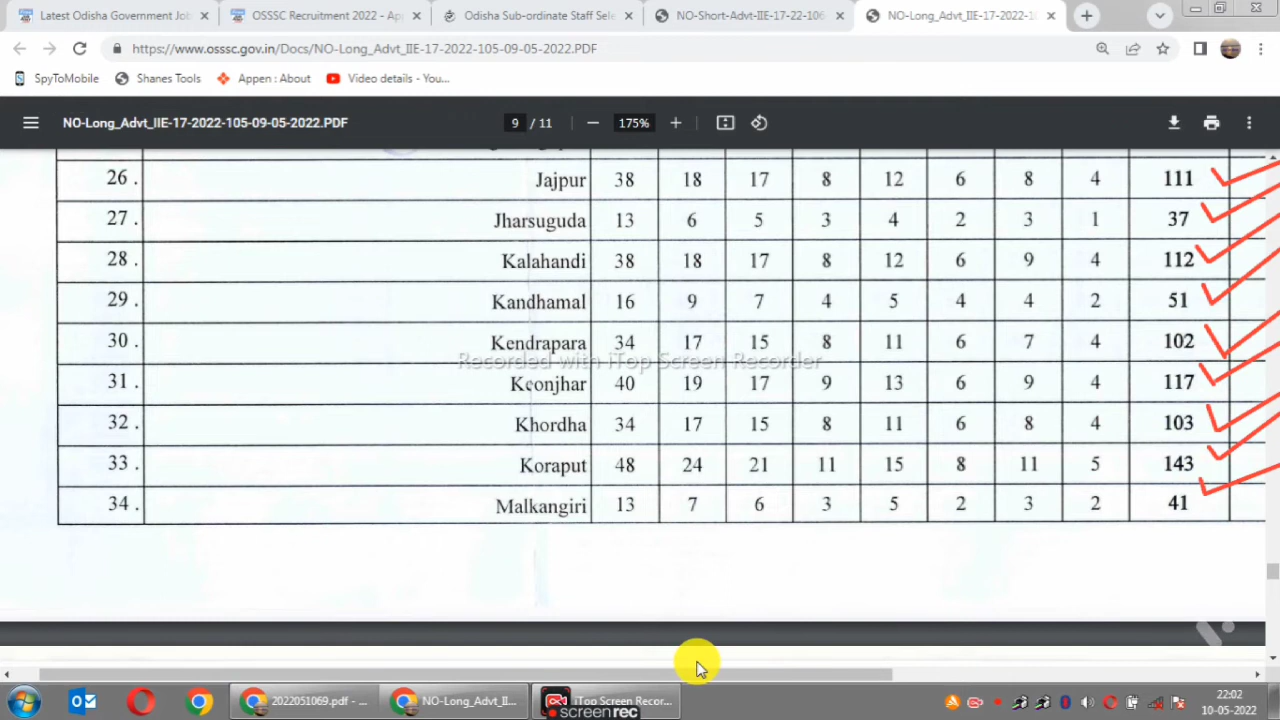 Latest Odisha Government Job
OSSSC Recruitment 2022 - Ap
Odisha Sub-ordinate Staff Sele
NO-Short-Advt-IIE-17-22-106
NO-Long_Advt_IIE-17-2022-1
https://www.osssc.gov.in/Docs/NO-Long_Advt_IIE-17-2022-105-09-05-2022.PDF
SpyToMobile Shanes Tools Appen : About Video details - You...
NO-Long_Advt_IIE-17-2022-105-09-05-2022.PDF 9 / 11 175%
26 . Jajpur 38 18 17 8 12 6 8 4 111
27 . Jharsuguda 13 6 5 3 4 2 3 1 37
28 . Kalahandi 38 18 17 8 12 6 9 4 112
29 . Kandhamal 16 9 7 4 5 4 4 2 51
30 . Kendrapara 34 17 15 8 11 6 7 4 102
Recorded with iTop Screen Recorder
31 . Keonjhar 40 19 17 9 13 6 9 4 117
32 . Khordha 34 17 15 8 11 6 8 4 103
33 . Koraput 48 24 21 11 15 8 11 5 143
34 . Malkangiri 13 7 6 3 5 2 3 2 41
2022051069.pdf - ... NO-Long_Advt_II... iTop Screen Recor...
screenrec
22:02
10-05-2022